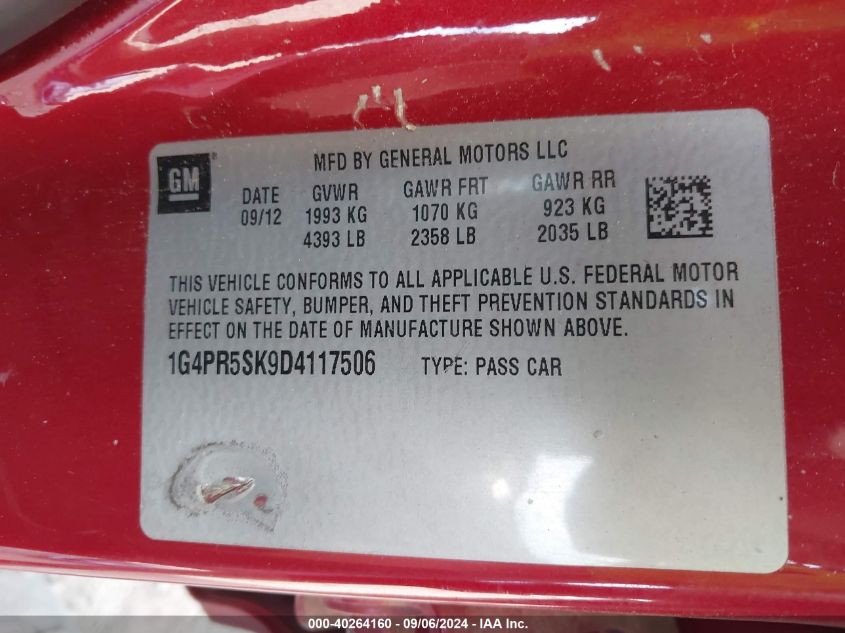 GM
MFD BY GENERAL MOTORS LLC
DATE GVWR GAWR FRT GAWR RR
09/12 1993 KG 1070 KG 923 KG
4393 LB 2358 LB 2035 LB
THIS VEHICLE CONFORMS TO ALL APPLICABLE U.S. FEDERAL MOTOR
VEHICLE SAFETY, BUMPER, AND THEFT PREVENTION STANDARDS IN
EFFECT ON THE DATE OF MANUFACTURE SHOWN ABOVE.
1G4PR5SK9D4117506 TYPE: PASS CAR
000-40264160 - 09/06/2024 - IAA Inc.